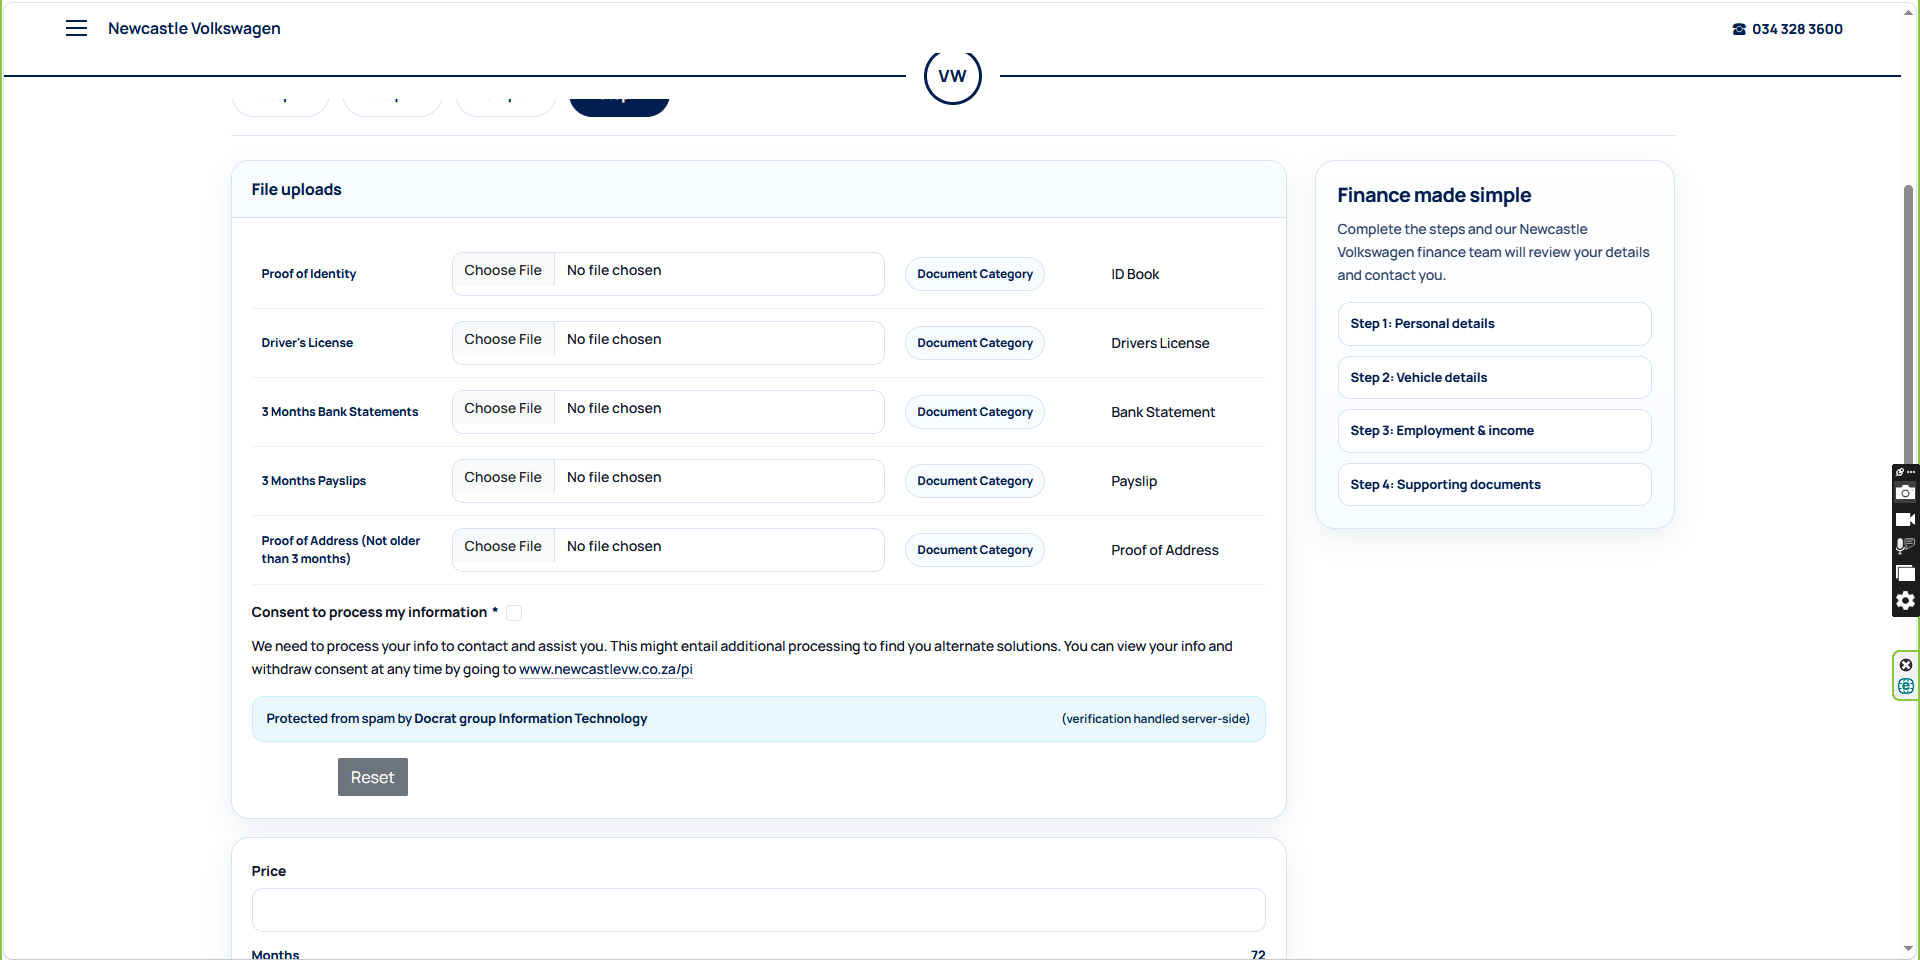 Newcastle Volkswagen
034 328 3600
VW
File uploads
Proof of Identity
Choose File No file chosen
Document Category
ID Book
Driver's License
Choose File No file chosen
Document Category
Drivers License
3 Months Bank Statements
Choose File No file chosen
Document Category
Bank Statement
3 Months Payslips
Choose File No file chosen
Document Category
Payslip
Proof of Address (Not older
than 3 months)
Choose File No file chosen
Document Category
Proof of Address
Consent to process my information *
We need to process your info to contact and assist you. This might entail additional processing to find you alternate solutions. You can view your info and
withdraw consent at any time by going to www.newcastlevw.co.za/pi
Protected from spam by Docrat group Information Technology
(verification handled server-side)
Reset
Price
Months
72
Finance made simple
Complete the steps and our Newcastle
Volkswagen finance team will review your details
and contact you.
Step 1: Personal details
Step 2: Vehicle details
Step 3: Employment & income
Step 4: Supporting documents